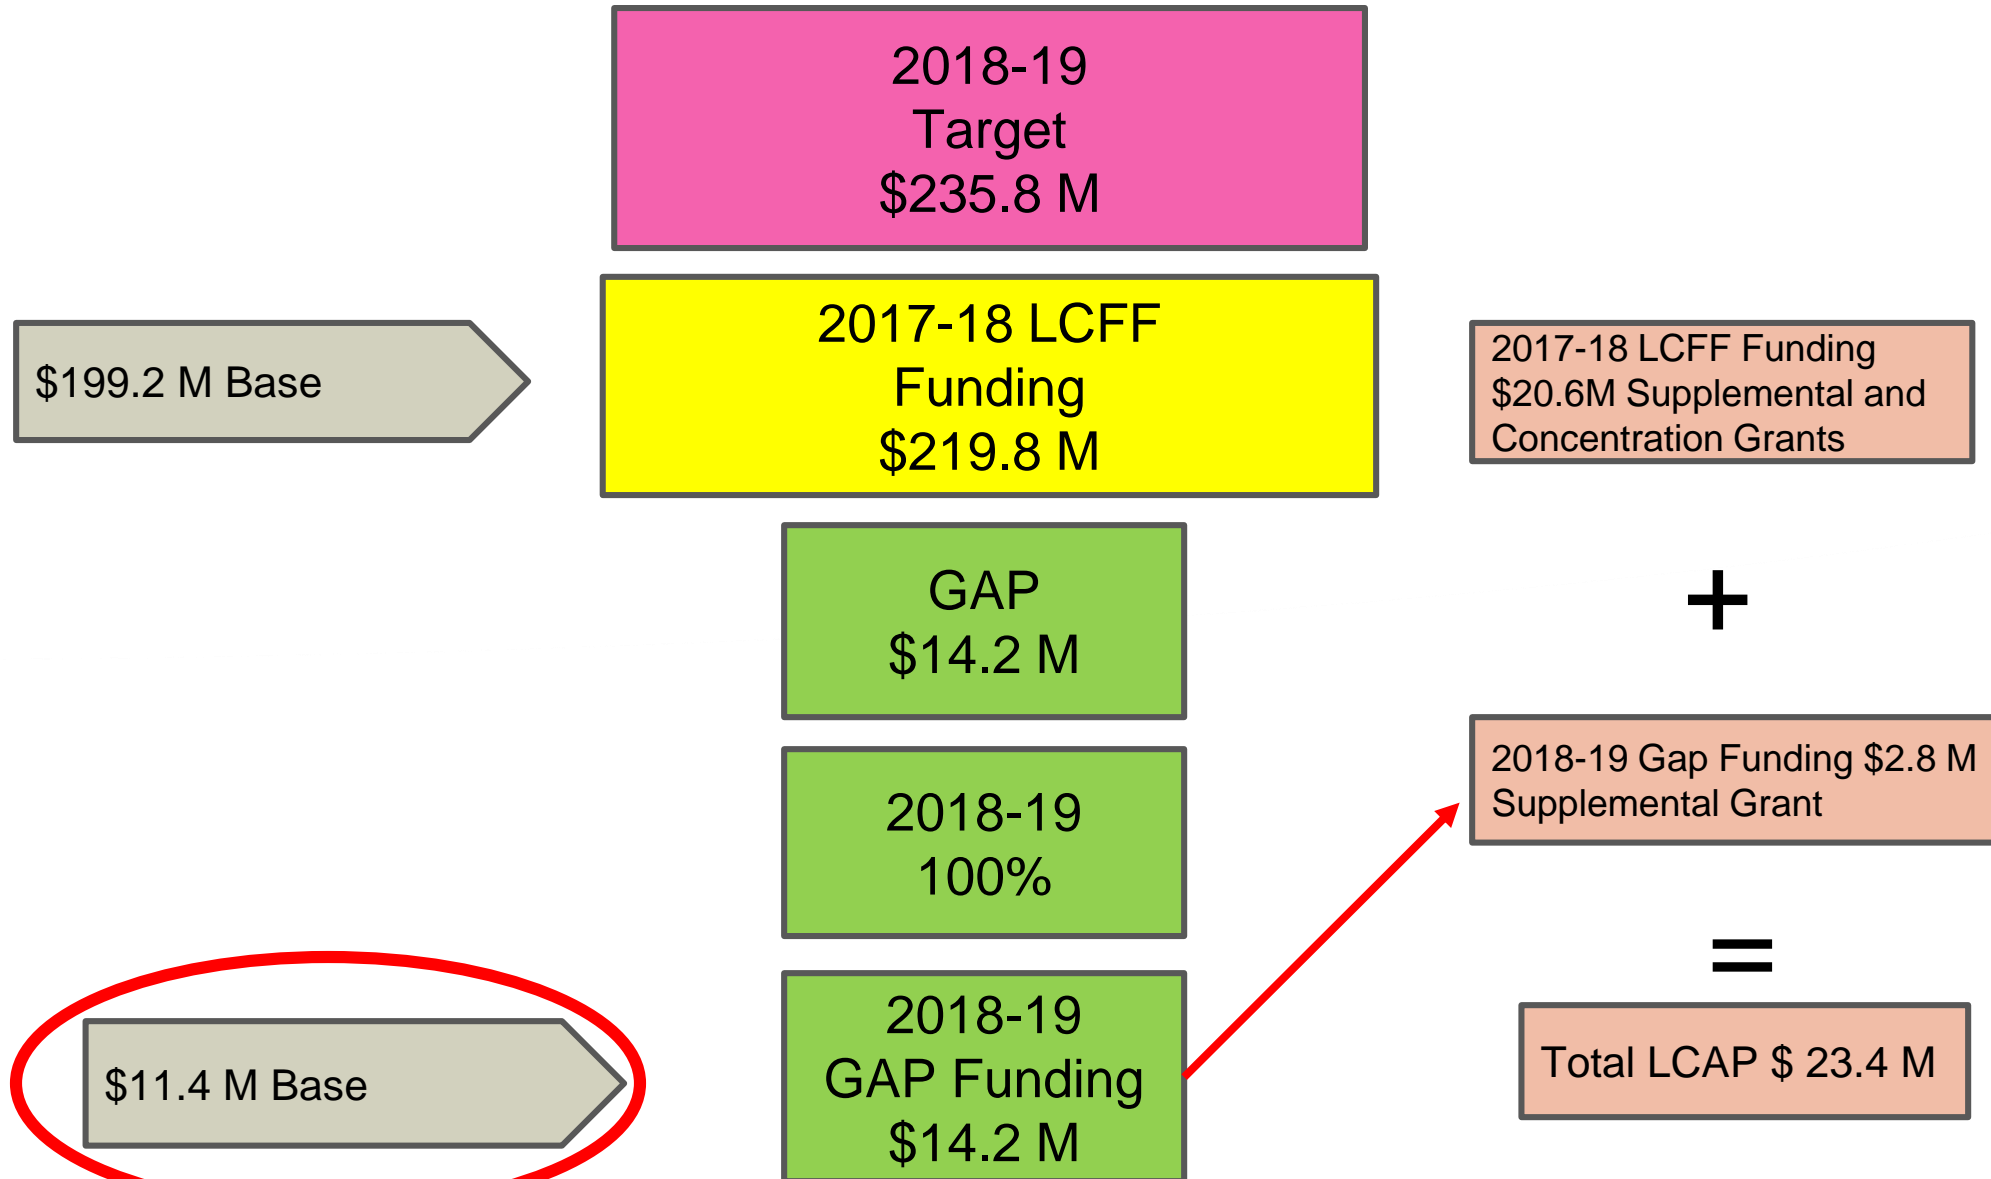 2018-19
Target
$235.8 M
$199.2 M Base
2017-18 LCFF
Funding
$219.8 M
2017-18 LCFF Funding
$20.6M Supplemental and
Concentration Grants
GAP
$14.2 M
+
2018-19
100%
2018-19 Gap Funding $2.8 M
Supplemental Grant
=
$11.4 M Base
2018-19
GAP Funding
$14.2 M
Total LCAP $ 23.4 M